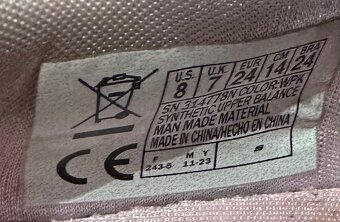 U.S. U.K. EUR CM BRA
8 7 24 14 24
SN 314477BN COLOR:WPK
SYNTHETIC UPPER BALANCE
MAN MADE MATERIAL
MADE IN CHINA/HECHO EN CHINA
CE
F M Y
243-5 11-23 S